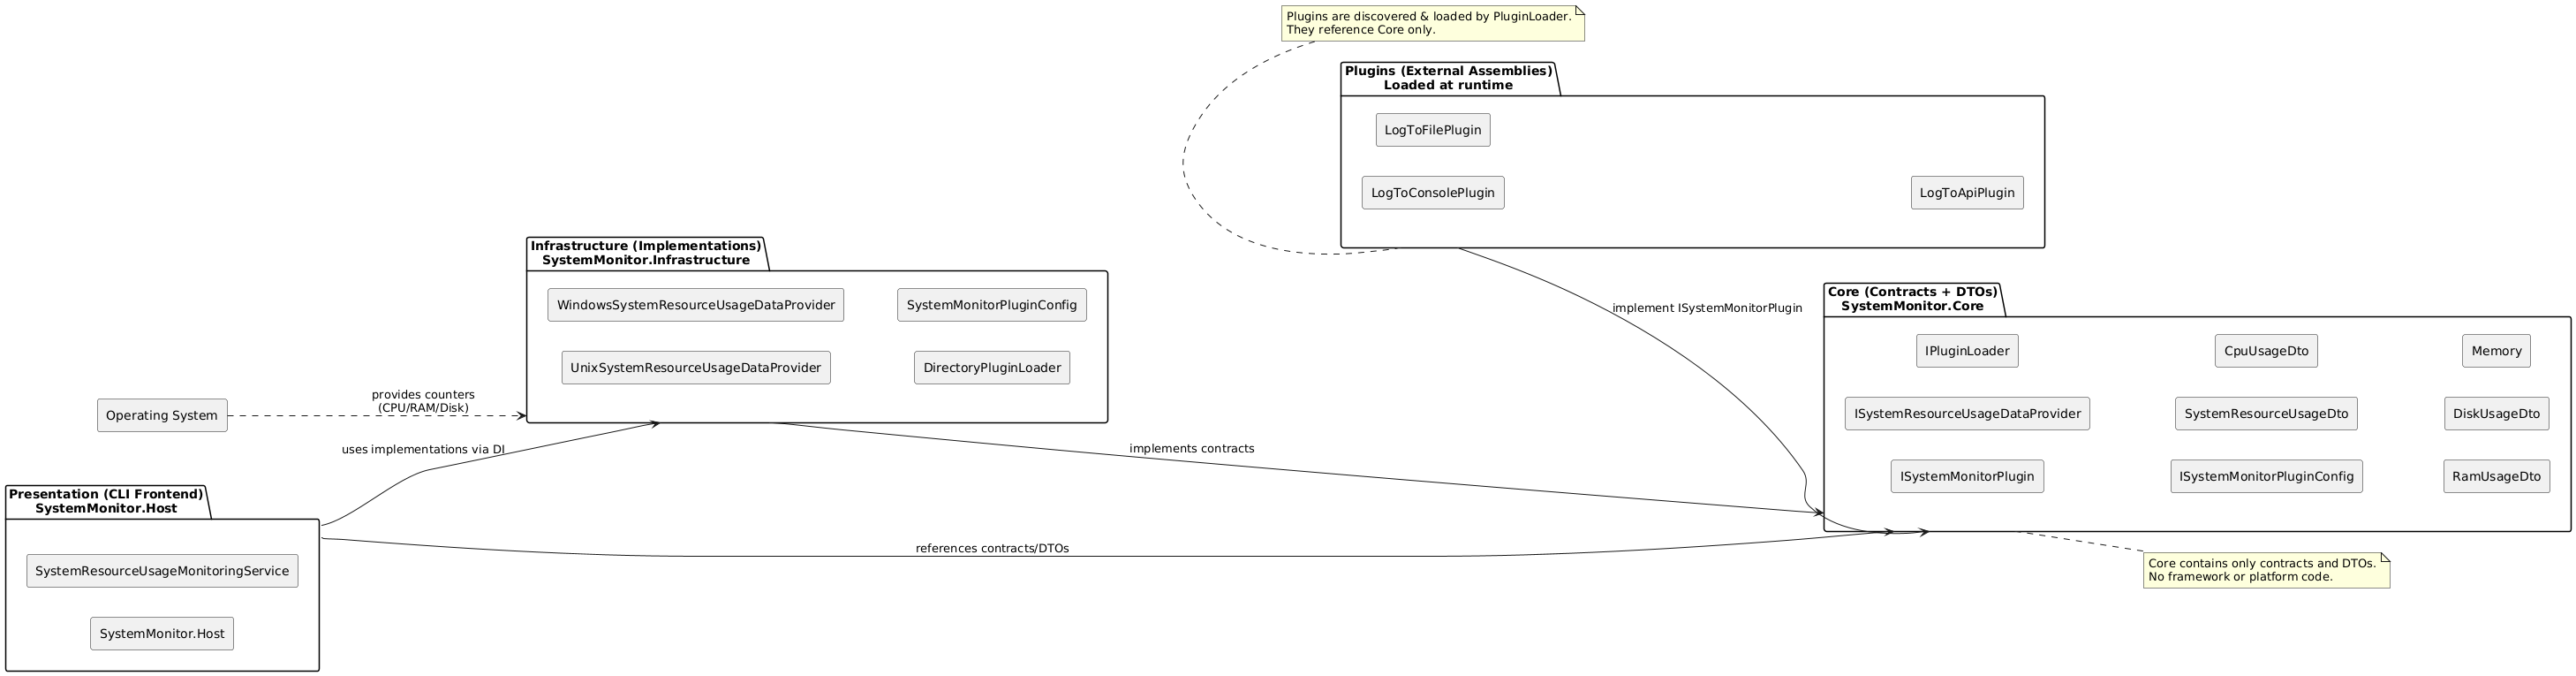 Plugins are discovered & loaded by PluginLoader.
They reference Core only.
Plugins (External Assemblies)
Loaded at runtime
LogToFilePlugin
LogToConsolePlugin
LogToApiPlugin
implement ISystemMonitorPlugin
Infrastructure (Implementations)
SystemMonitor.Infrastructure
WindowsSystemResourceUsageDataProvider
SystemMonitorPluginConfig
UnixSystemResourceUsageDataProvider
DirectoryPluginLoader
Core (Contracts + DTOs)
SystemMonitor.Core
IPluginLoader
CpuUsageDto
Memory
ISystemResourceUsageDataProvider
SystemResourceUsageDto
DiskUsageDto
ISystemMonitorPlugin
ISystemMonitorPluginConfig
RamUsageDto
Operating System
provides counters
(CPU/RAM/Disk)
uses implementations via DI
implements contracts
Presentation (CLI Frontend)
SystemMonitor.Host
SystemResourceUsageMonitoringService
SystemMonitor.Host
references contracts/DTOs
Core contains only contracts and DTOs.
No framework or platform code.